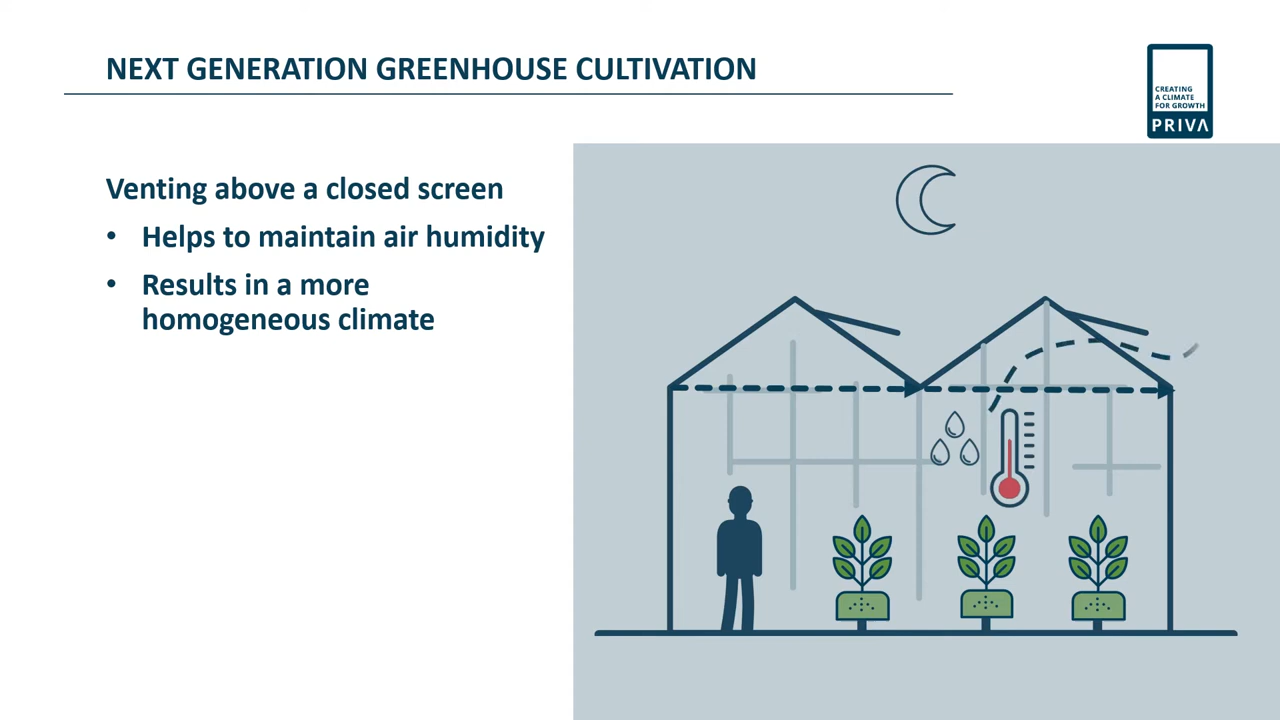 NEXT GENERATION GREENHOUSE CULTIVATION
CREATING
A CLIMATE
FOR GROWTH
PRIVA
Venting above a closed screen
• Helps to maintain air humidity
• Results in a more
homogeneous climate